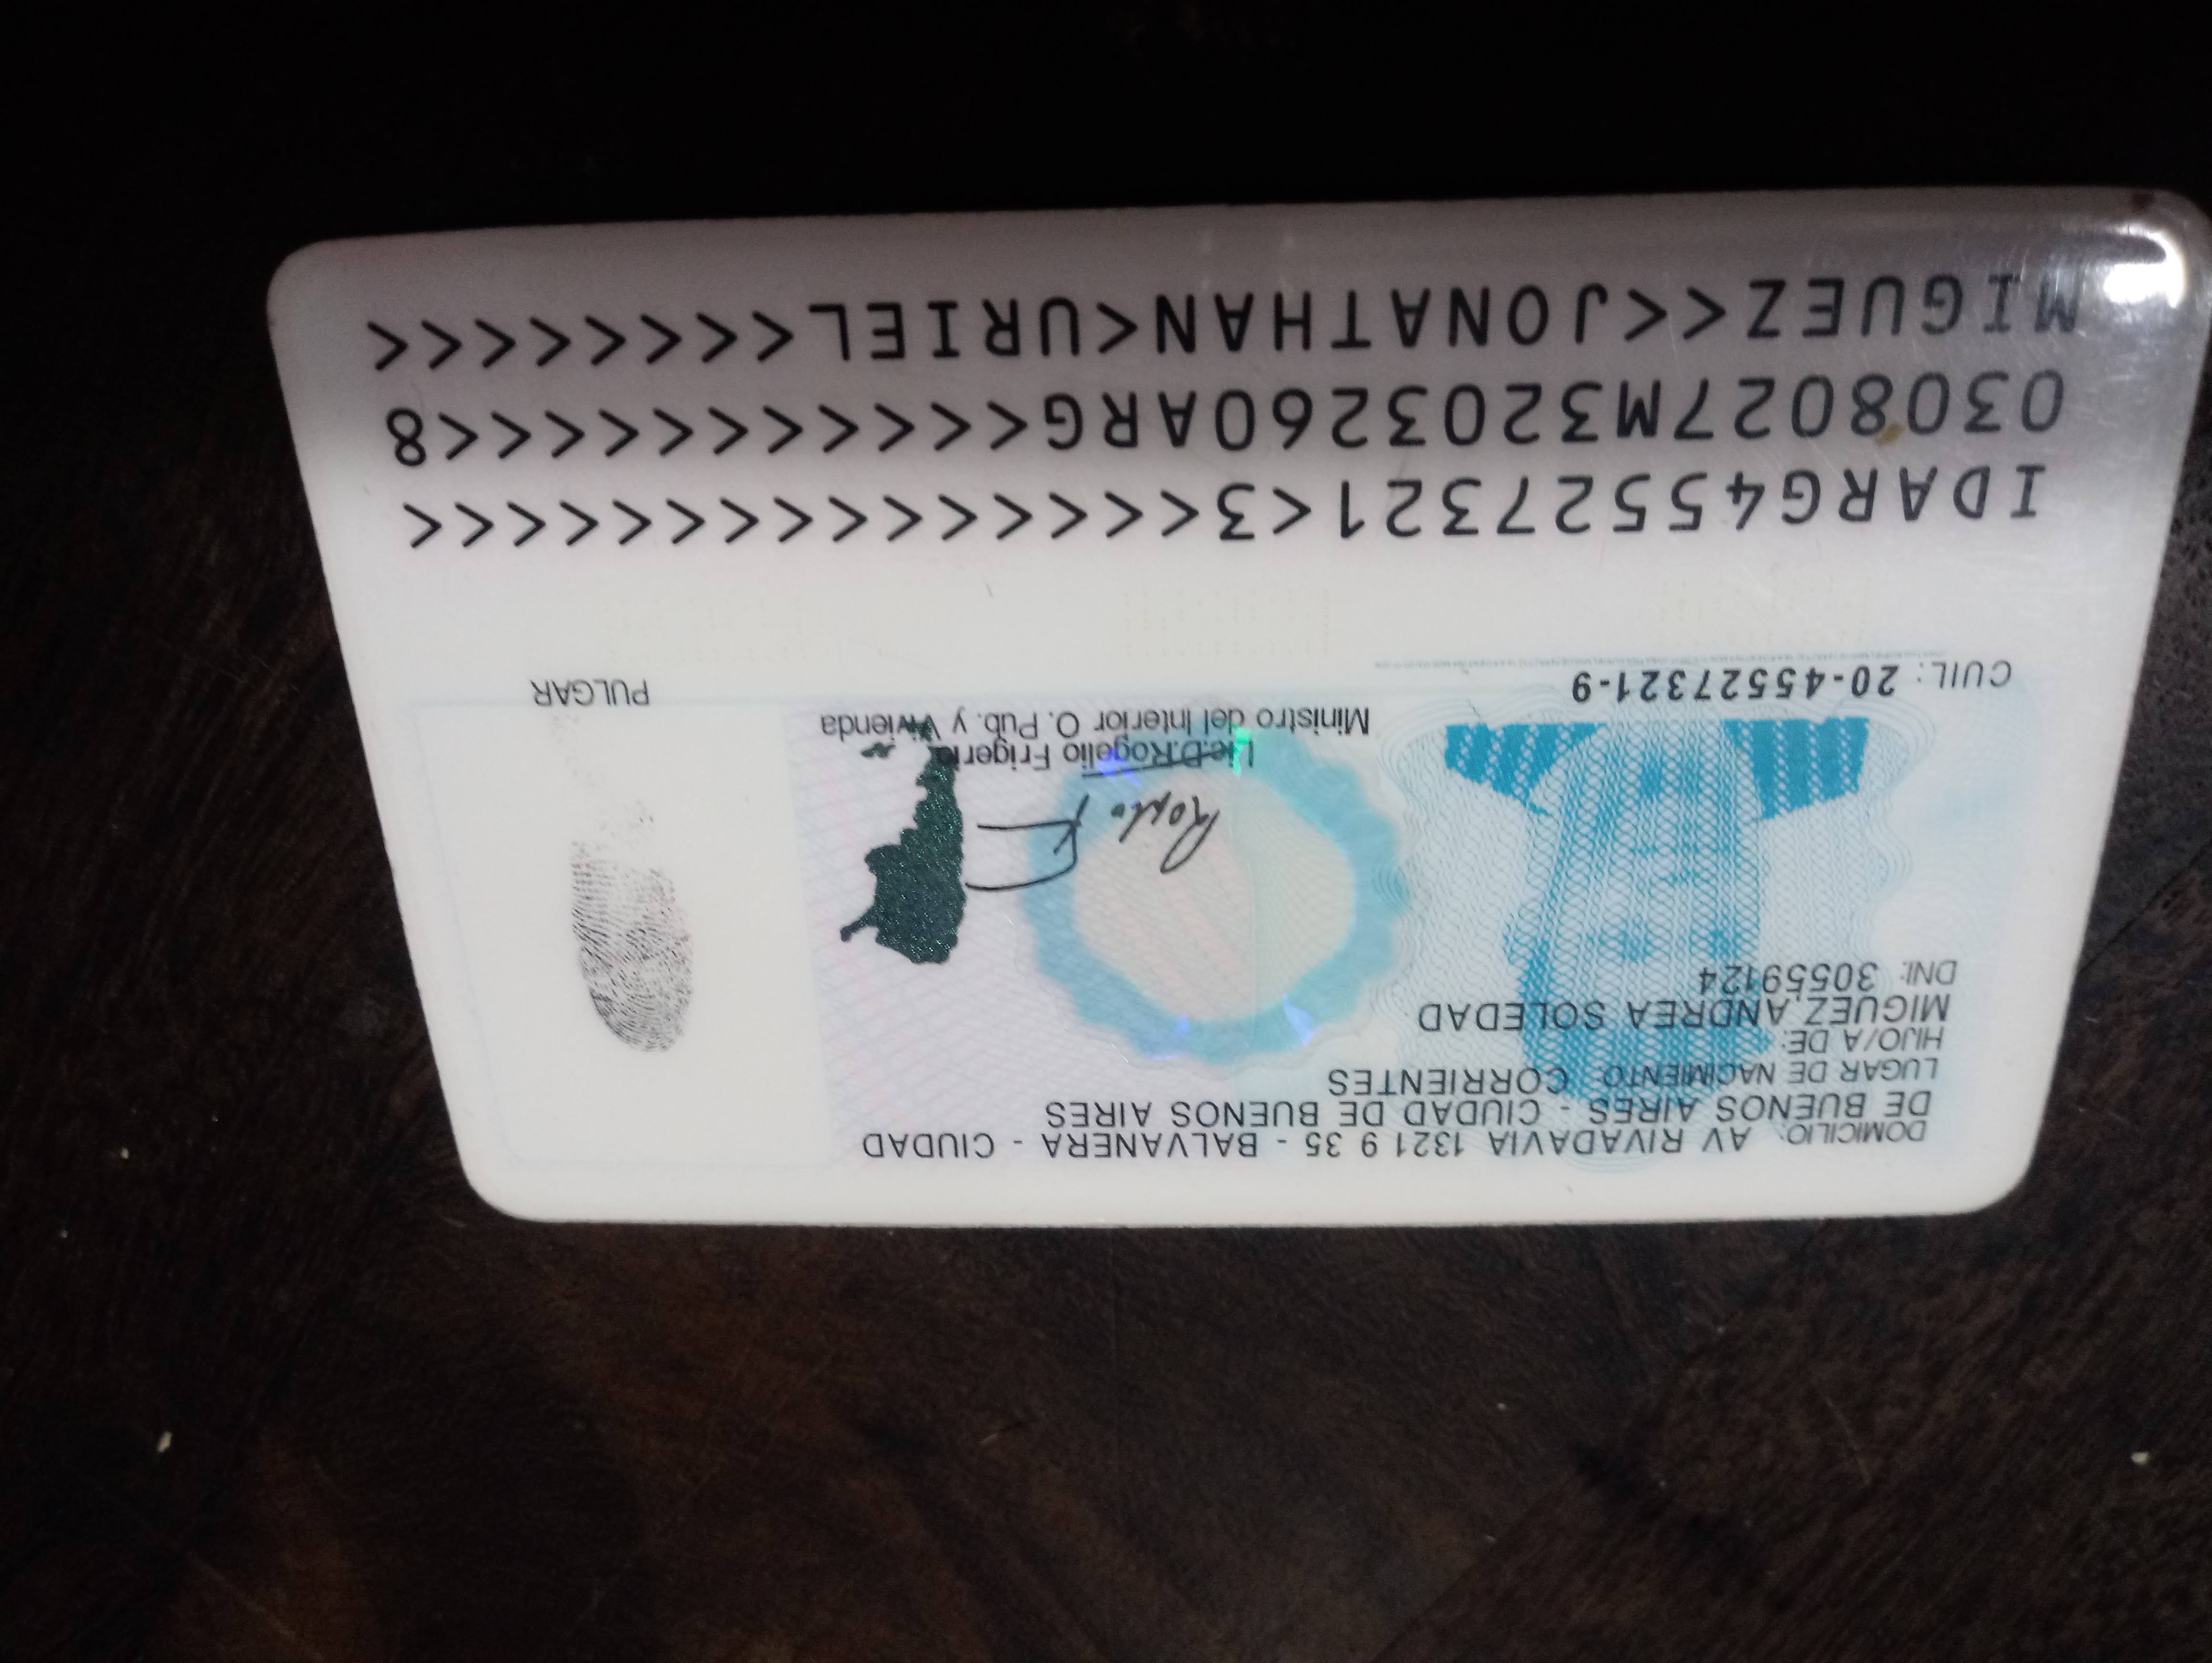 DOMICILIO: AV RIVADAVIA 1321 9 35 - BALVANERA - CIUDAD
DE BUENOS AIRES - CIUDAD DE BUENOS AIRES
LUGAR DE NACIMIENTO: CORRIENTES
HIJO/A DE:
MIGUEZ,ANDREA SOLEDAD
DNI: 30559124
Lic.D.Rogelio Frigerio
Ministro del Interior O. Pub. y Vivienda
CUIL: 20-45527321-9
PULGAR
IDARG45527321<3<<<<<<<<<<<<<<<
0308027M3203260ARG<<<<<<<<<<<8
MIGUEZ<<JONATHAN<URIEL<<<<<<<<